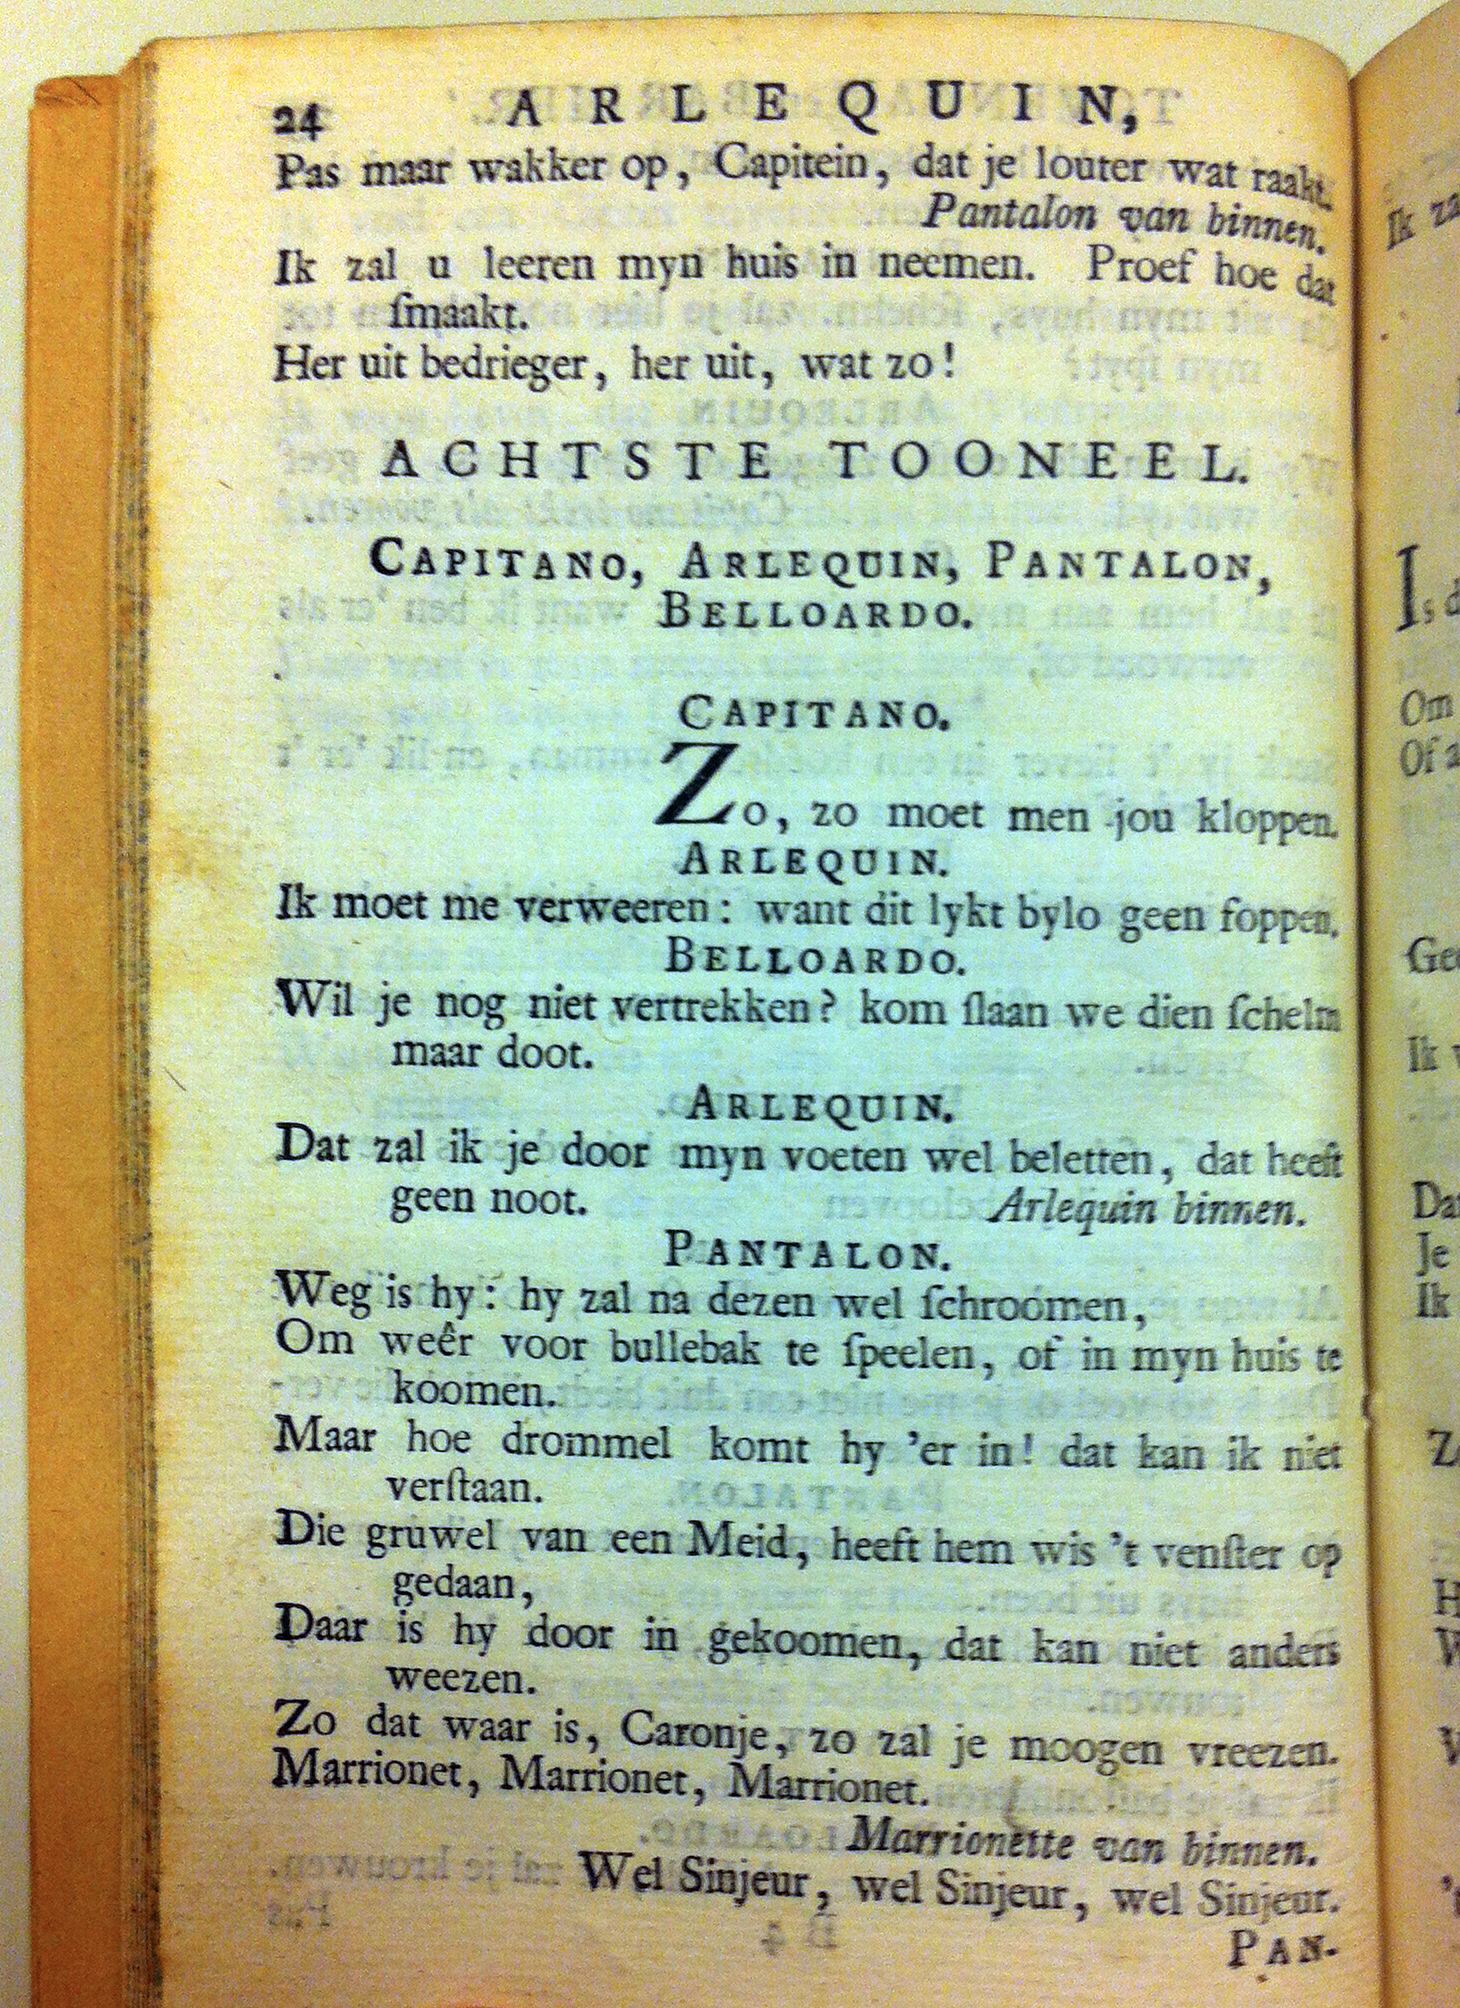 24 ARLEQUIN,
Pas maar wakker op, Capitein, dat je louter wat raakt.
Pantalon van binnen.
Ik zal u leeren myn huis in neemen. Proef hoe dat
ſmaakt.
Her uit bedrieger, her uit, wat zo!
ACHTSTE TOONEEL.
CAPITANO, ARLEQUIN, PANTALON,
BELLOARDO.
CAPITANO.
Zo, zo moet men jou kloppen.
ARLEQUIN.
Ik moet me verweeren: want dit lykt bylo geen foppen.
BELLOARDO.
Wil je nog niet vertrekken? kom ſlaan we dien ſchelm
maar doot.
ARLEQUIN.
Dat zal ik je door myn voeten wel beletten, dat heeft
geen noot. Arlequin binnen.
PANTALON.
Weg is hy: hy zal na dezen wel ſchroomen,
Om weêr voor bullebak te ſpeelen, of in myn huis te
koomen.
Maar hoe drommel komt hy 'er in! dat kan ik niet
verſtaan.
Die gruwel van een Meid, heeft hem wis 't venſter op
gedaan,
Daar is hy door in gekoomen, dat kan niet anders
weezen.
Zo dat waar is, Caronje, zo zal je moogen vreezen.
Marrionet, Marrionet, Marrionet.
Marrionette van binnen.
Wel Sinjeur, wel Sinjeur, wel Sinjeur.
PAN-
Ik
Is
Om
Of a
Ik
Je
Ik